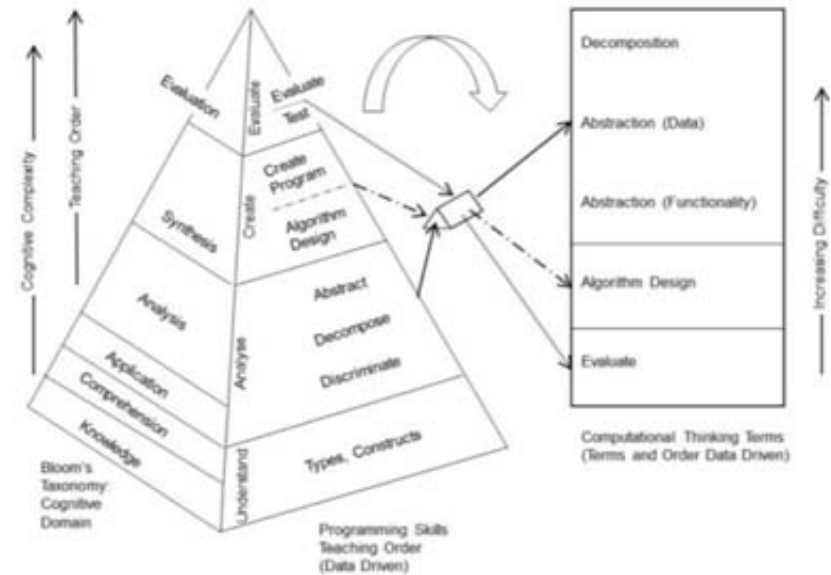 Cognitive Complexity
Teaching Order
Evaluation
Synthesis
Analysis
Application
Comprehension
Knowledge
Bloom's
Taxonomy:
Cognitive
Domain
Evaluate
Create
Analyse
Understand
Evaluate
Test
Create
Program
Algorithm
Design
Abstract
Decompose
Discriminate
Types, Constructs
Programming Skills
Teaching Order
(Data Driven)
Decomposition
Abstraction (Data)
Abstraction (Functionality)
Algorithm Design
Evaluate
Computational Thinking Terms
(Terms and Order Data Driven)
Increasing Difficulty